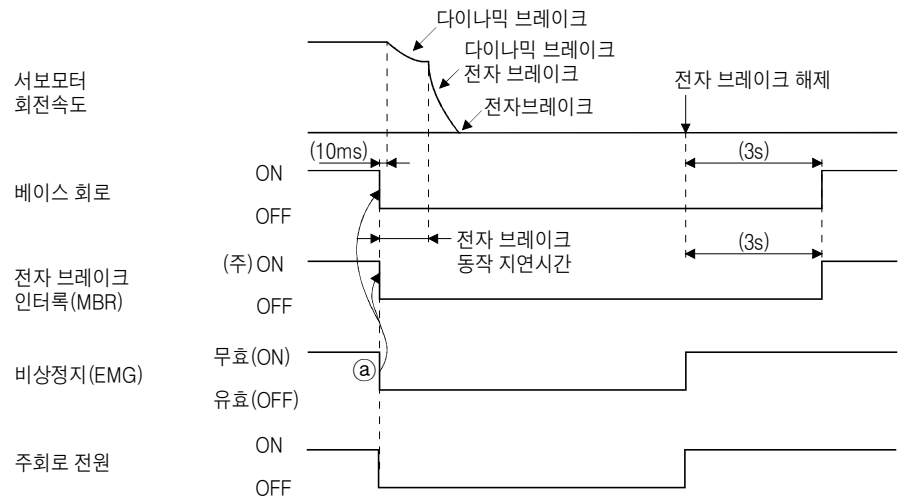 다이나믹 브레이크
다이나믹 브레이크
전자 브레이크
전자브레이크
전자 브레이크 해제
서보모터
회전속도
(10ms)
(3s)
베이스 회로
ON
OFF
전자 브레이크
동작 지연시간
(3s)
전자 브레이크
인터록(MBR)
(주) ON
OFF
비상정지(EMG)
무효(ON)
ⓐ
유효(OFF)
주회로 전원
ON
OFF